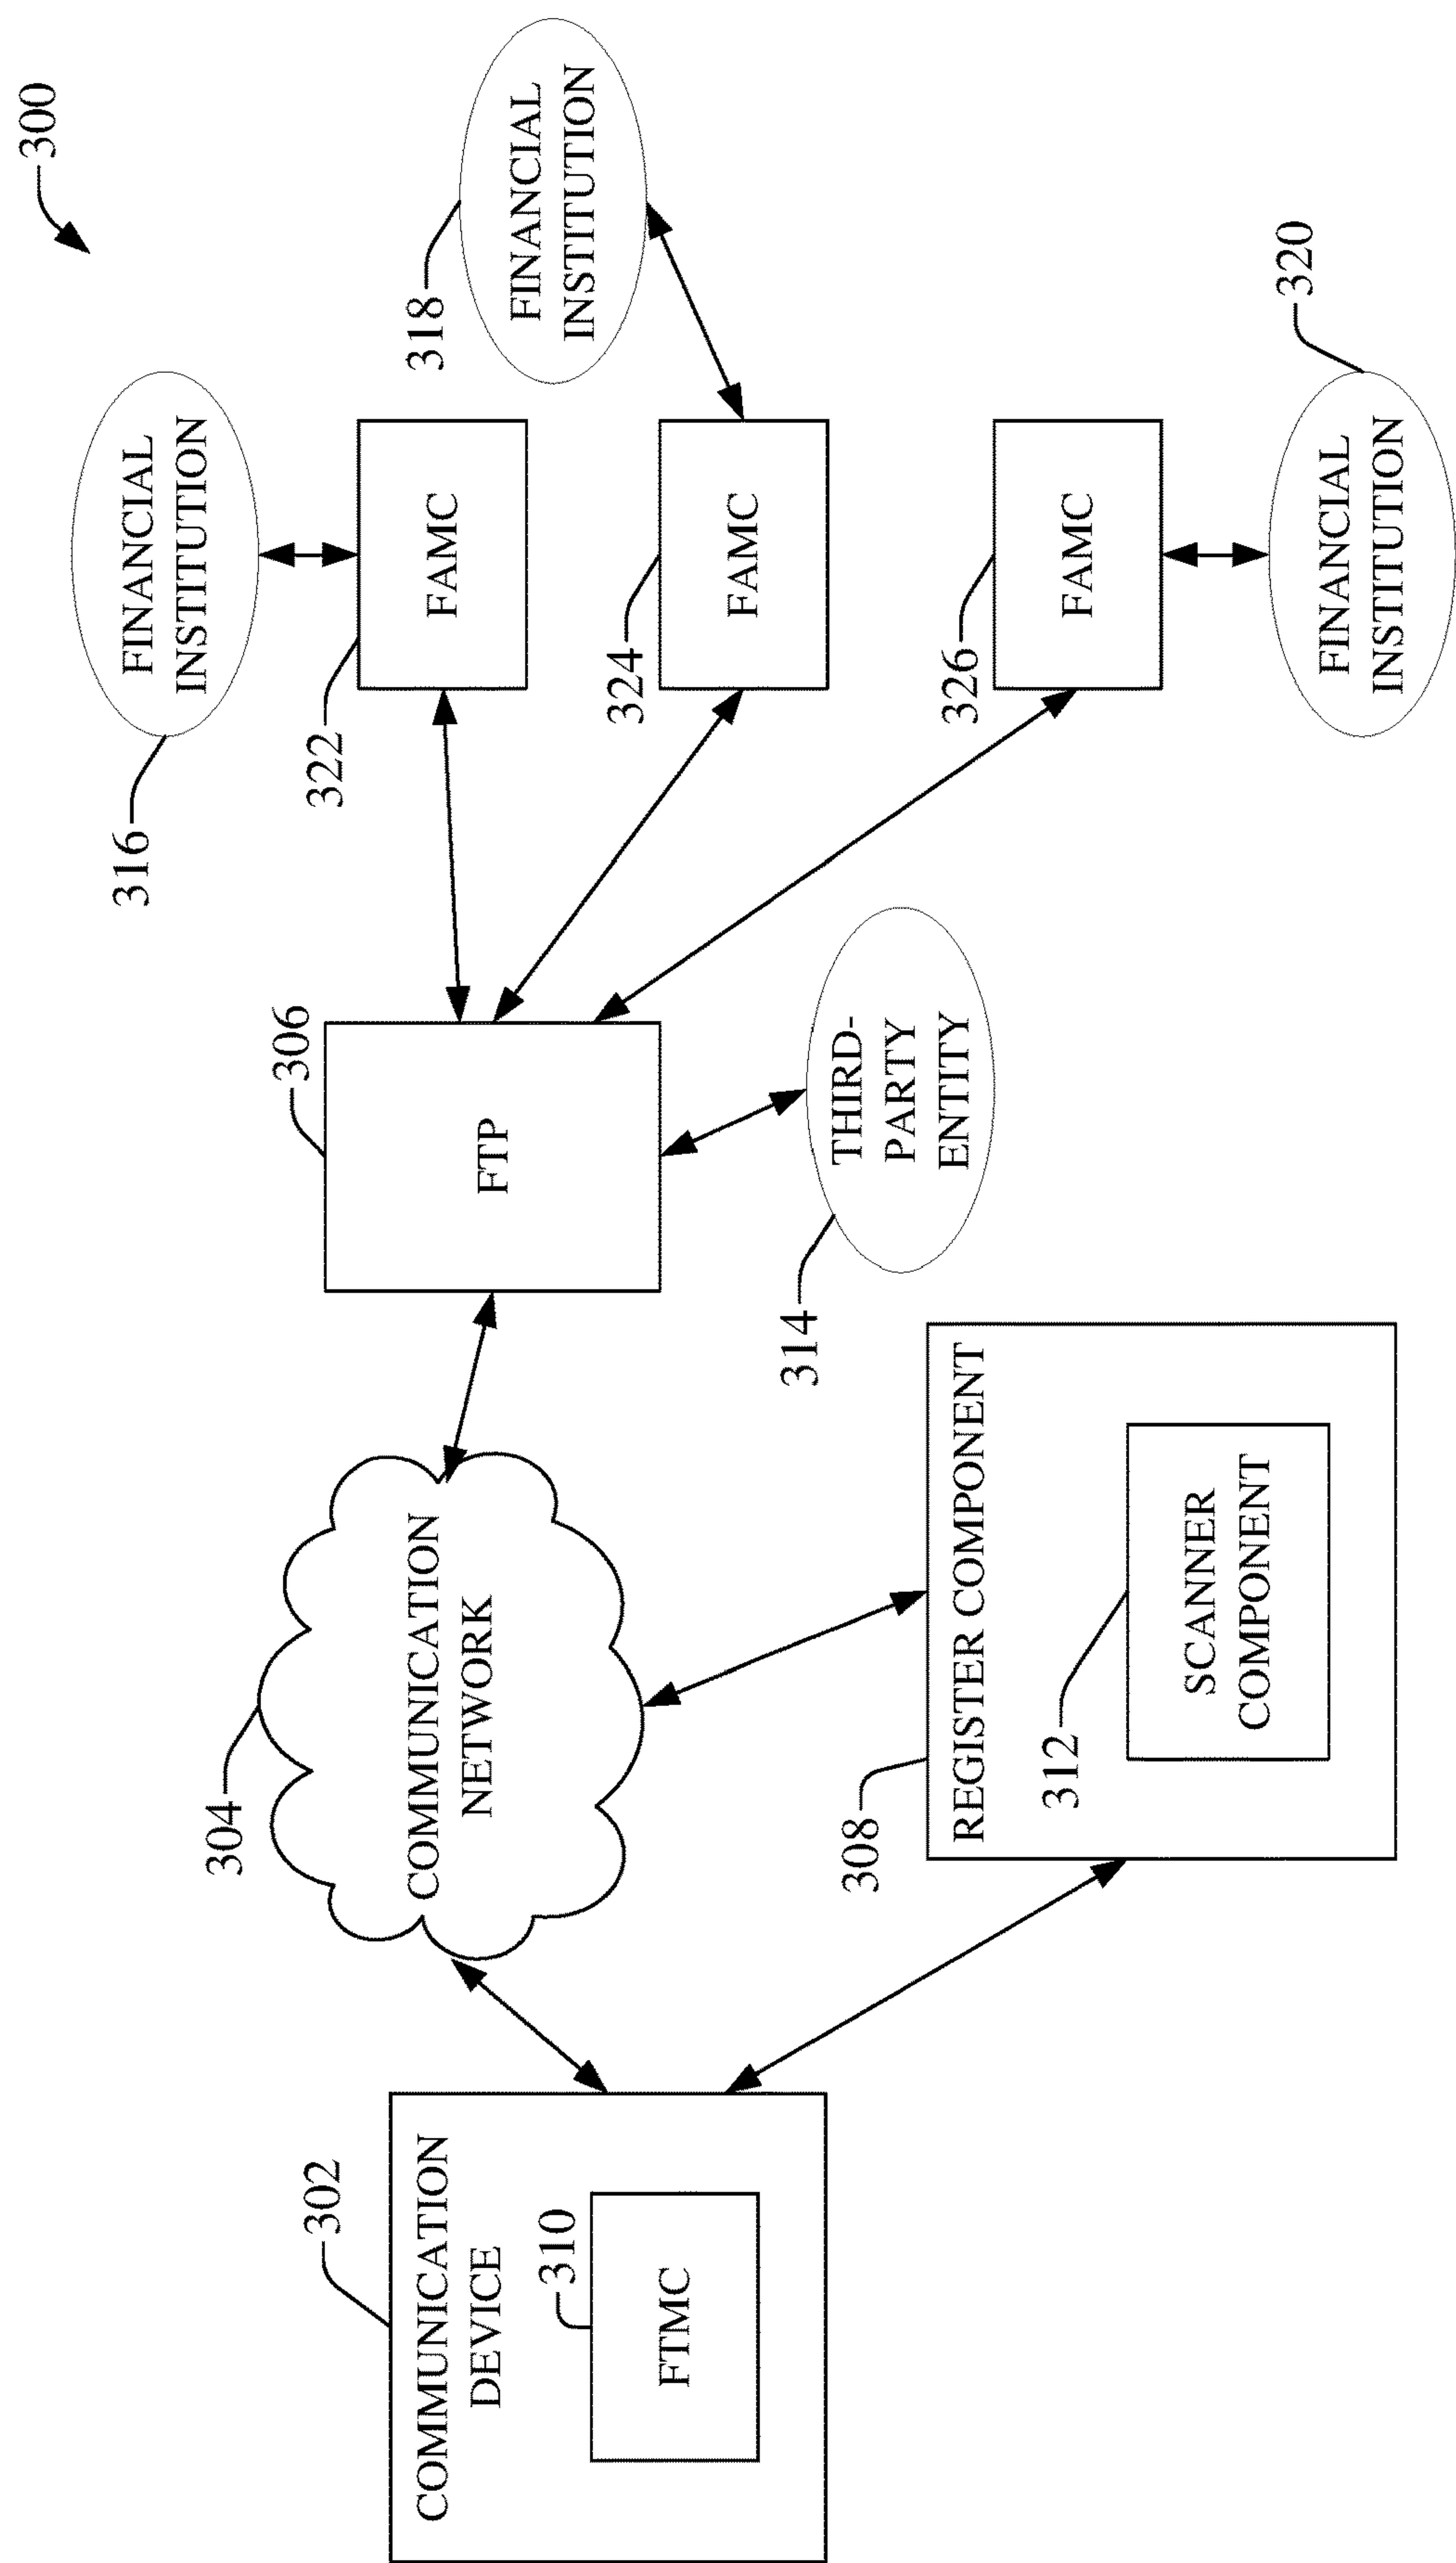 300
302
COMMUNICATION
DEVICE
310
FTMC
304
COMMUNICATION
NETWORK
308
REGISTER COMPONENT
312
SCANNER
COMPONENT
306
FTP
314
THIRD-
PARTY
ENTITY
316
FINANCIAL
INSTITUTION
322
FAMC
318
FINANCIAL
INSTITUTION
324
FAMC
326
FAMC
320
FINANCIAL
INSTITUTION